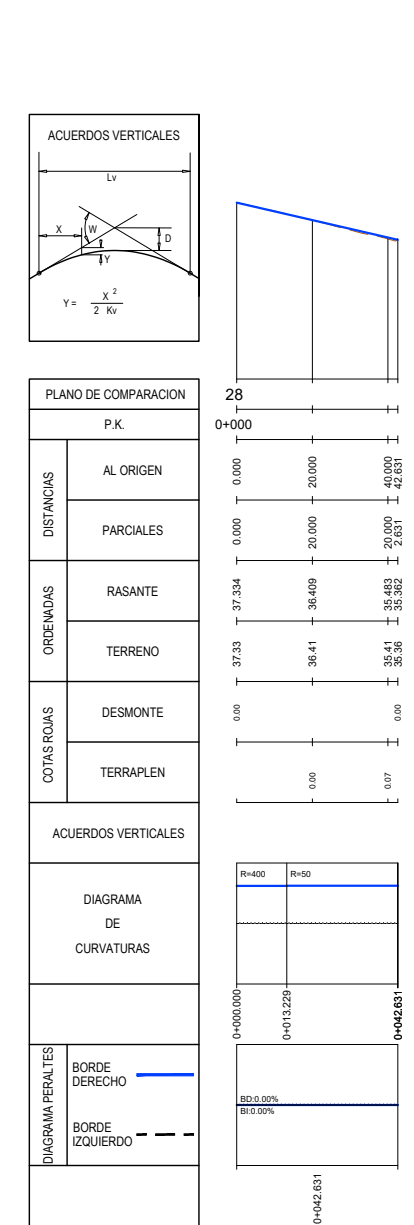 ACUERDOS VERTICALES
Lv
X
W
D
Y
Y = X 2
2 Kv
PLANO DE COMPARACION
28
P.K.
0+000
DISTANCIAS
AL ORIGEN
0.000
20.000
40.000
42.631
PARCIALES
0.000
20.000
20.000
2.631
ORDENADAS
RASANTE
37.334
36.409
35.483
35.362
TERRENO
37.33
36.41
35.41
35.36
COTAS ROJAS
DESMONTE
0.00
0.00
TERRAPLEN
0.00
0.07
ACUERDOS VERTICALES
DIAGRAMA
DE
CURVATURAS
R=400
R=50
0+000.000
0+013.229
0+042.631
DIAGRAMA PERALTES
BORDE
DERECHO
BORDE
IZQUIERDO
BD:0.00%
BI:0.00%
0+042.631